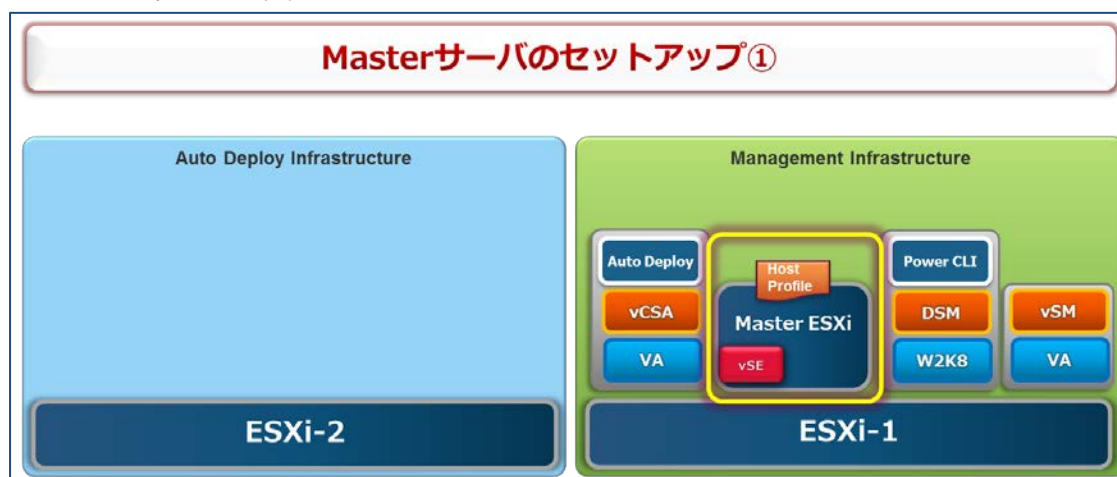 Masterサーバのセットアップ①
Auto Deploy Infrastructure
ESXi-2
Management Infrastructure
Auto Deploy
vCSA
VA
Host
Profile
Master ESXi
vSE
Power CLI
DSM
W2K8
vSM
VA
ESXi-1